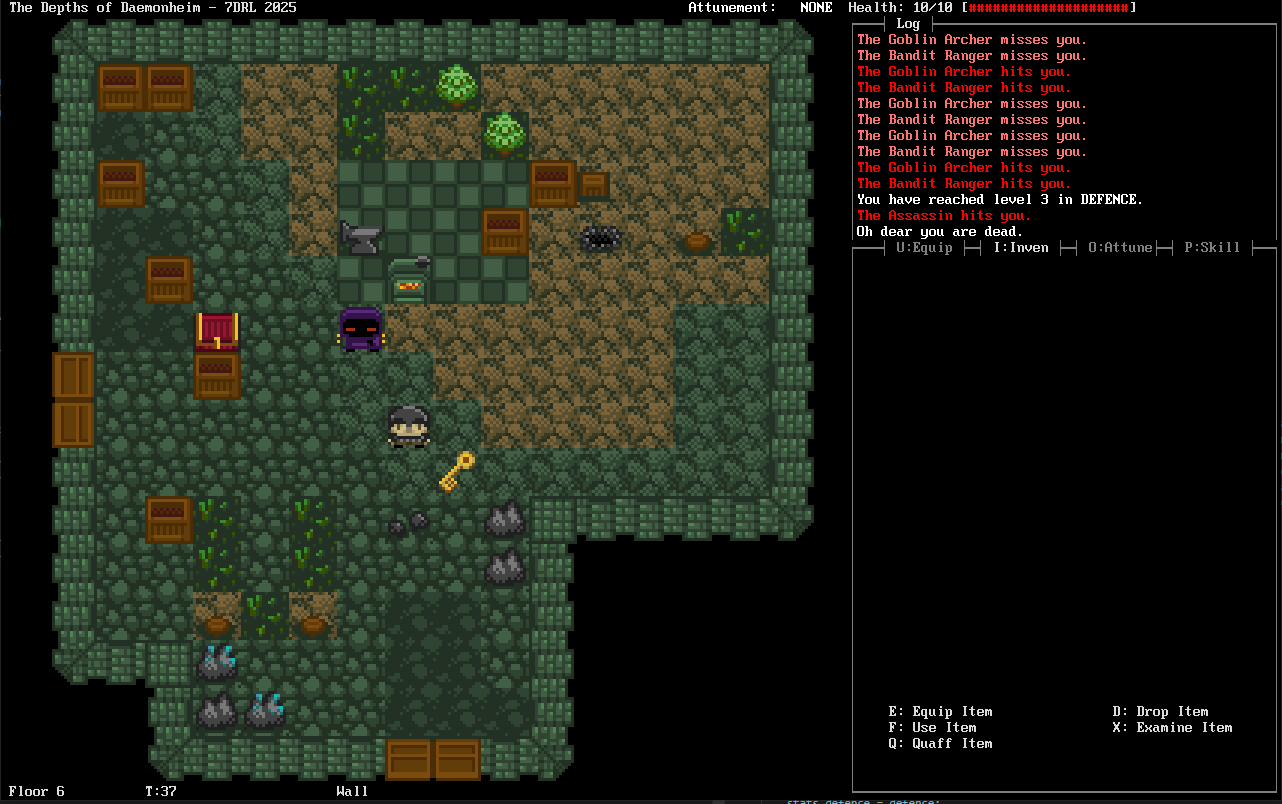 The Depths of Daemonheim - 7DRL 2025 Attunement: NONE Health: 10/10 [####################]
Log
The Goblin Archer misses you.
The Bandit Ranger misses you.
The Goblin Archer hits you.
The Bandit Ranger hits you.
The Goblin Archer misses you.
The Bandit Ranger misses you.
The Goblin Archer misses you.
The Bandit Ranger misses you.
The Goblin Archer hits you.
The Bandit Ranger hits you.
You have reached level 3 in DEFENCE.
The Assassin hits you.
Oh dear you are dead.
U:Equip I:Inven O:Attune P:Skill
E: Equip Item D: Drop Item
F: Use Item X: Examine Item
Q: Quaff Item
Floor 6 T:37 Wall